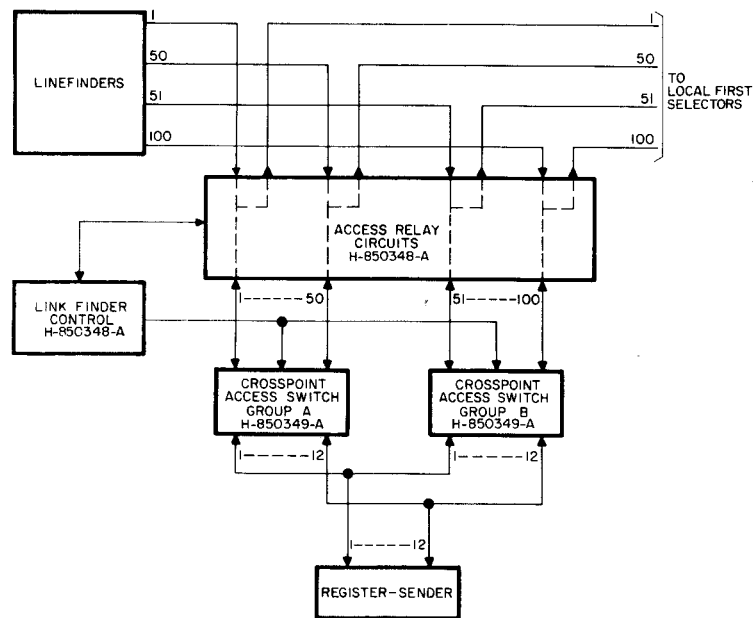 LINEFINDERS
1
50
51
100
1
50
51
100
TO
LOCAL FIRST
SELECTORS
ACCESS RELAY
CIRCUITS
H-850348-A
LINK FINDER
CONTROL
H-850348-A
1------50
51------100
CROSSPOINT
ACCESS SWITCH
GROUP A
H-850349-A
CROSSPOINT
ACCESS SWITCH
GROUP B
H-850349-A
1------12
1------12
1------12
REGISTER-SENDER